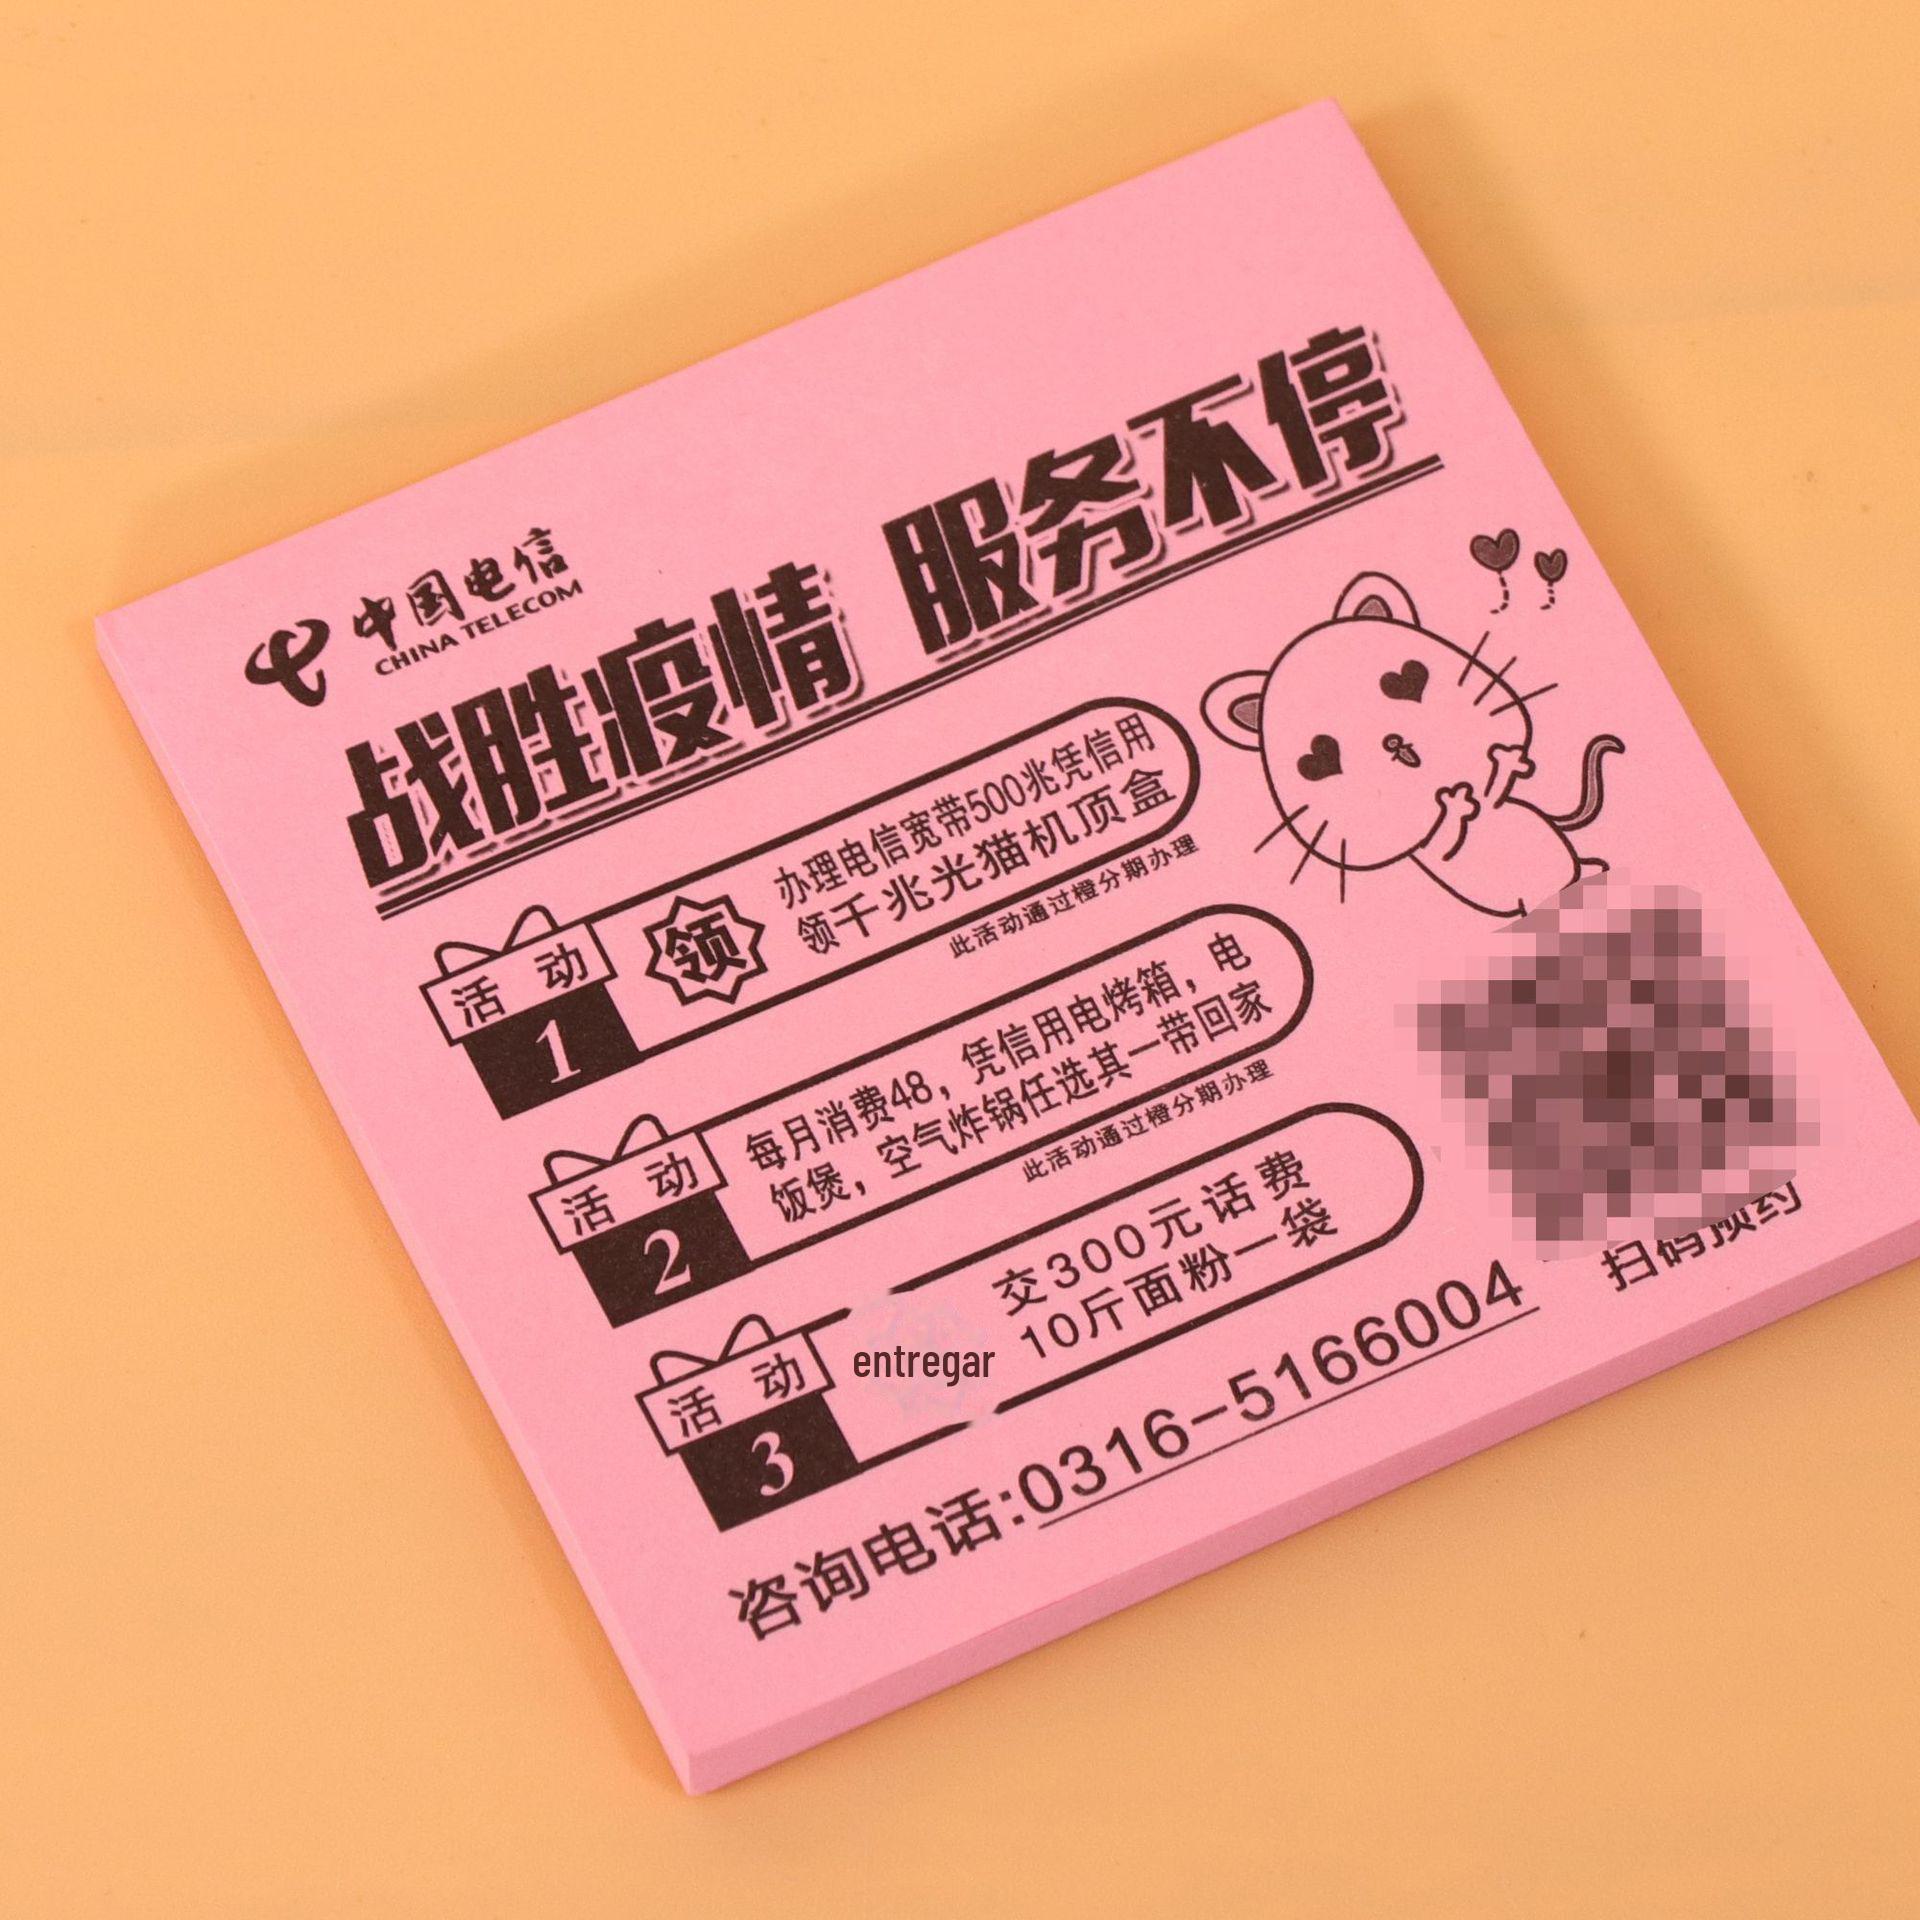 中国电信
CHINA TELECOM
战胜疫情 服务不停
活动
1
领
办理电信宽带500兆凭信用
领千兆光猫机顶盒
此活动通过橙分期办理
活动
2
每月消费48，凭信用电烤箱，电
饭煲，空气炸锅任选其一带回家
此活动通过橙分期办理
活动
3
entregar
交300元话费
10斤面粉一袋
咨询电话:0316-5166004
扫码预约